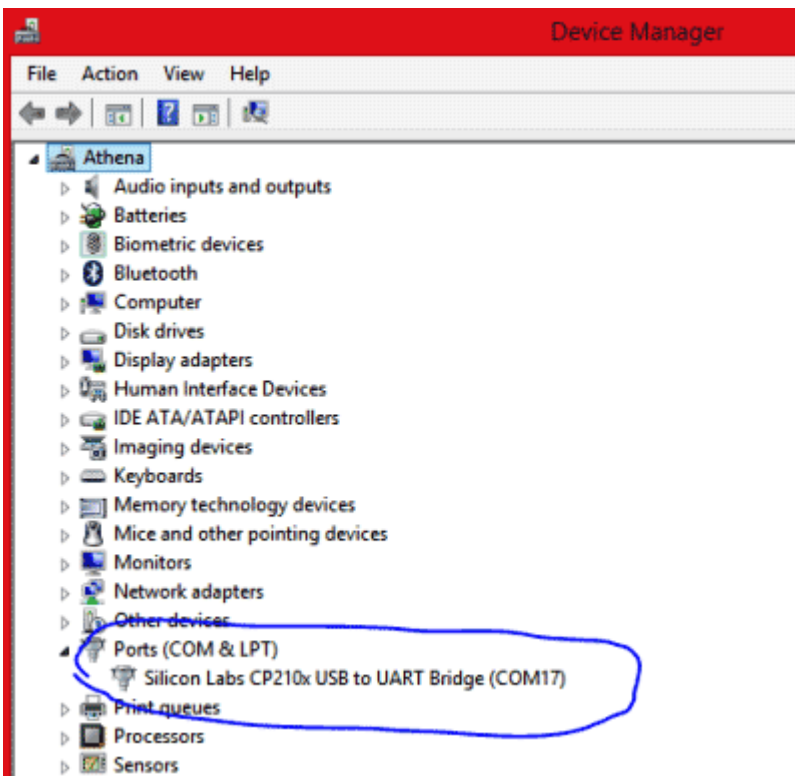 Device Manager
File Action View Help
Athena
Audio inputs and outputs
Batteries
Biometric devices
Bluetooth
Computer
Disk drives
Display adapters
Human Interface Devices
IDE ATA/ATAPI controllers
Imaging devices
Keyboards
Memory technology devices
Mice and other pointing devices
Monitors
Network adapters
Other devices
Ports (COM & LPT)
Silicon Labs CP210x USB to UART Bridge (COM17)
Print queues
Processors
Sensors